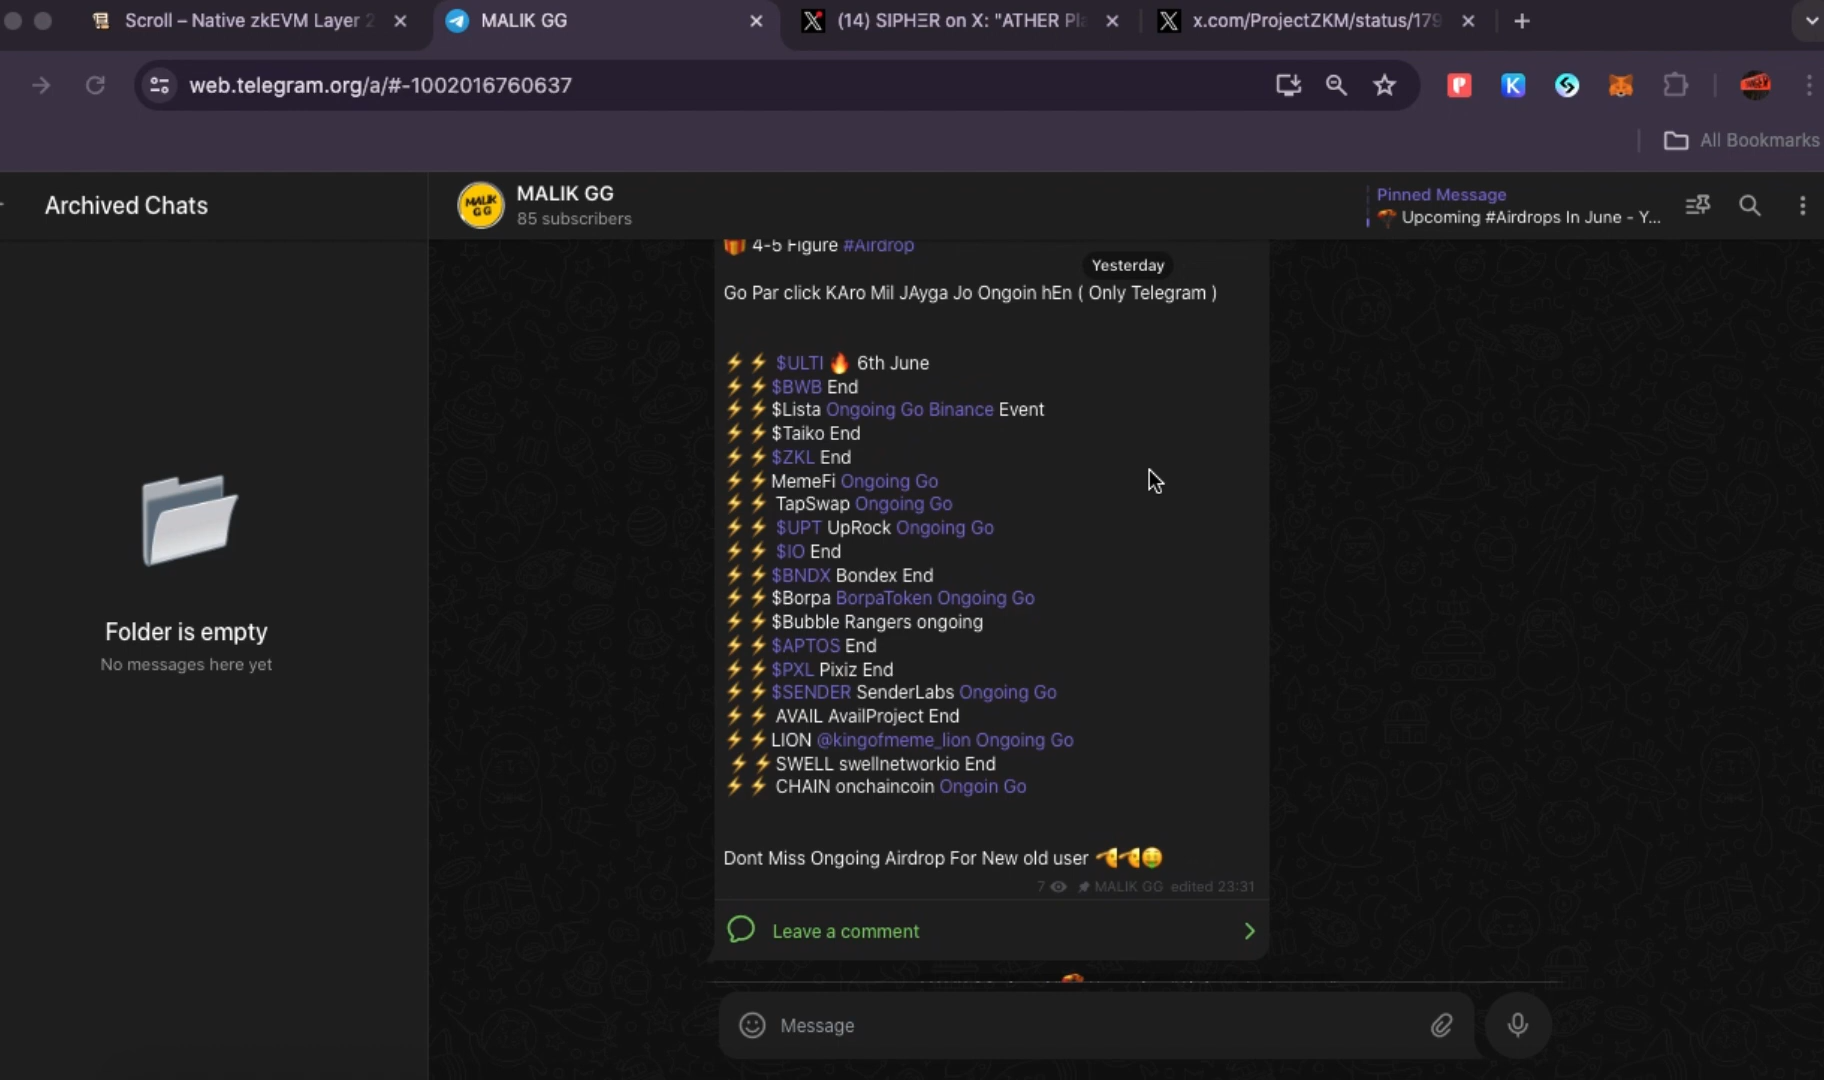 Scroll – Native zkEVM Layer 2
MALIK GG
(14) SIPHΞR on X: "ATHER Pla
x.com/ProjectZKM/status/179
web.telegram.org/a/#-1002016760637
All Bookmarks
Archived Chats
MALIK GG
MALIK GG
85 subscribers
Pinned Message
Upcoming #Airdrops In June - Y...
4-5 Figure #Airdrop
Yesterday
Go Par click KAro Mil JAyga Jo Ongoin hEn ( Only Telegram )
⚡⚡ $ULTI 🔥 6th June
⚡⚡$BWB End
⚡⚡$Lista Ongoing Go Binance Event
⚡⚡$Taiko End
⚡⚡$ZKL End
⚡⚡MemeFi Ongoing Go
⚡⚡ TapSwap Ongoing Go
⚡⚡ $UPT UpRock Ongoing Go
⚡⚡ $IO End
⚡⚡$BNDX Bondex End
⚡⚡$Borpa BorpaToken Ongoing Go
⚡⚡$Bubble Rangers ongoing
⚡⚡$APTOS End
⚡⚡$PXL Pixiz End
⚡⚡$SENDER SenderLabs Ongoing Go
⚡⚡ AVAIL AvailProject End
⚡⚡LION @kingofmeme_lion Ongoing Go
⚡⚡SWELL swellnetworkio End
⚡⚡ CHAIN onchaincoin Ongoin Go
Dont Miss Ongoing Airdrop For New old user
7 MALIK GG edited 23:31
Leave a comment
Message
Folder is empty
No messages here yet